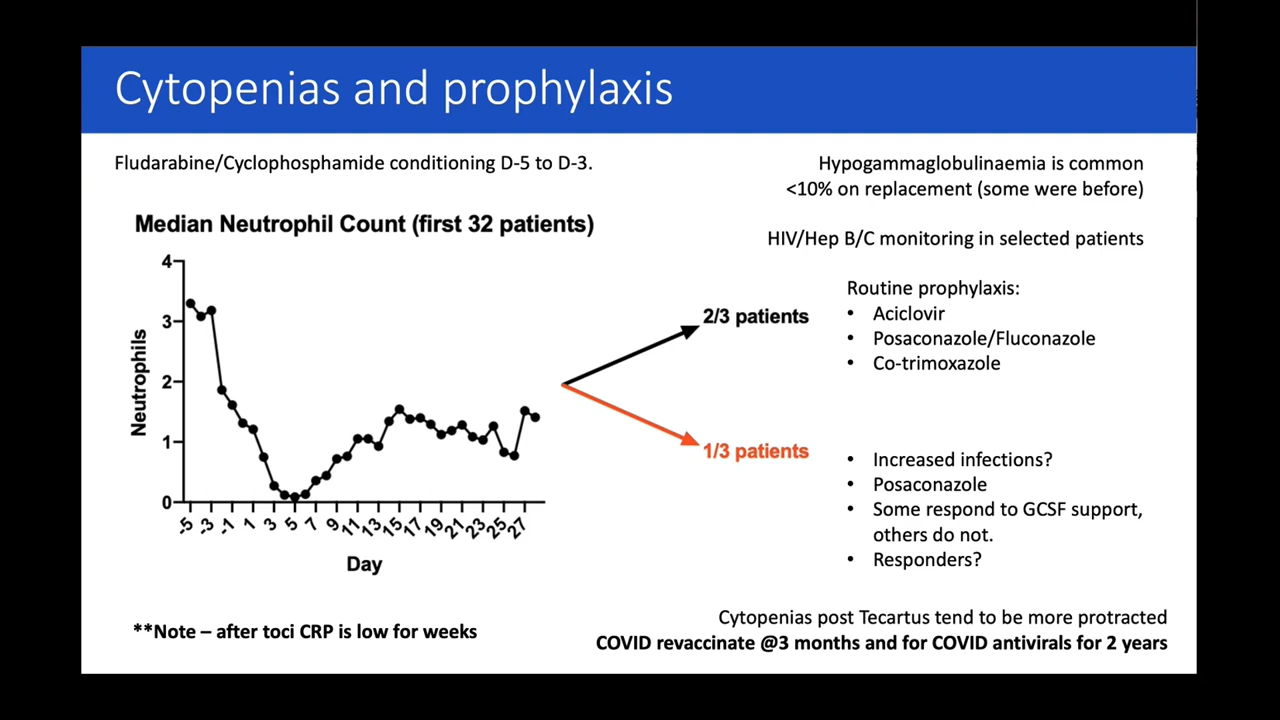 Cytopenias and prophylaxis
Fludarabine/Cyclophosphamide conditioning D-5 to D-3.
Median Neutrophil Count (first 32 patients)
Neutrophils
4
3
2
1
0
-5
-3
-1
1
3
5
7
9
11
13
15
17
19
21
23
25
27
Day
**Note – after toci CRP is low for weeks
Hypogammaglobulinaemia is common
<10% on replacement (some were before)
HIV/Hep B/C monitoring in selected patients
2/3 patients
Routine prophylaxis:
• Aciclovir
• Posaconazole/Fluconazole
• Co-trimoxazole
1/3 patients
• Increased infections?
• Posaconazole
• Some respond to GCSF support,
others do not.
• Responders?
Cytopenias post Tecartus tend to be more protracted
COVID revaccinate @3 months and for COVID antivirals for 2 years